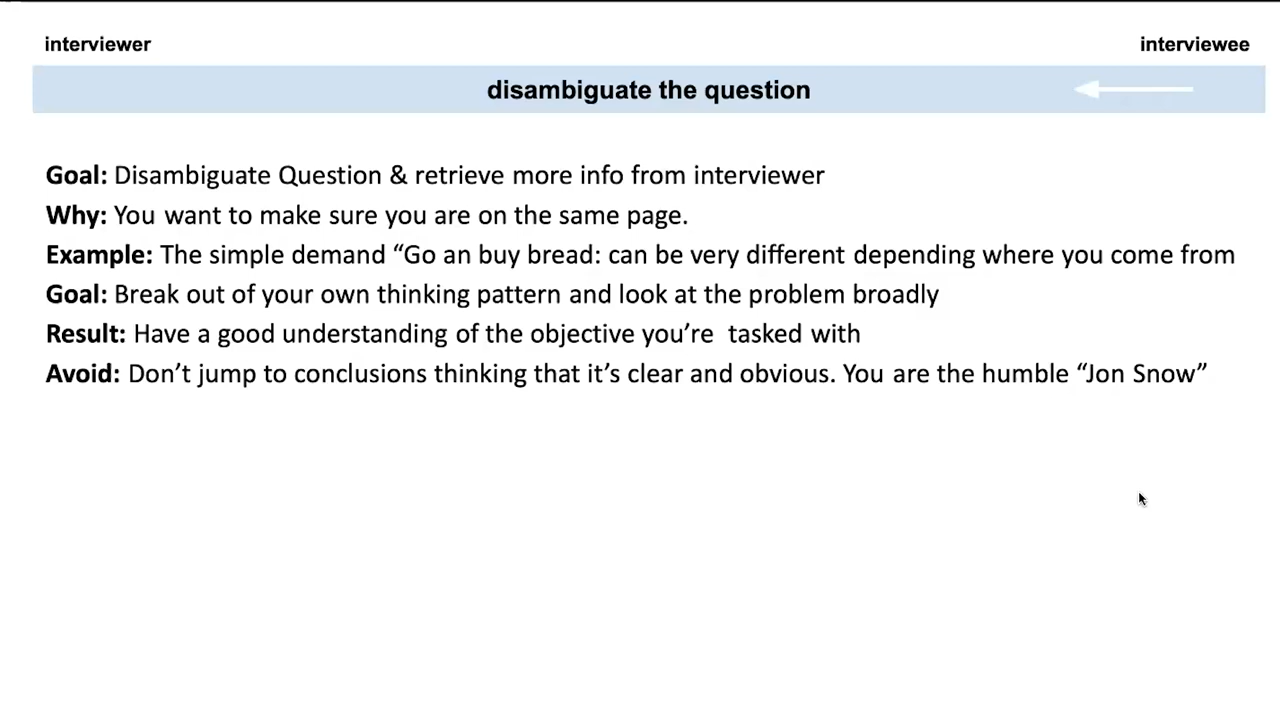 interviewer
interviewee
disambiguate the question
Goal: Disambiguate Question & retrieve more info from interviewer
Why: You want to make sure you are on the same page.
Example: The simple demand “Go an buy bread: can be very different depending where you come from
Goal: Break out of your own thinking pattern and look at the problem broadly
Result: Have a good understanding of the objective you’re  tasked with
Avoid: Don’t jump to conclusions thinking that it’s clear and obvious. You are the humble “Jon Snow”